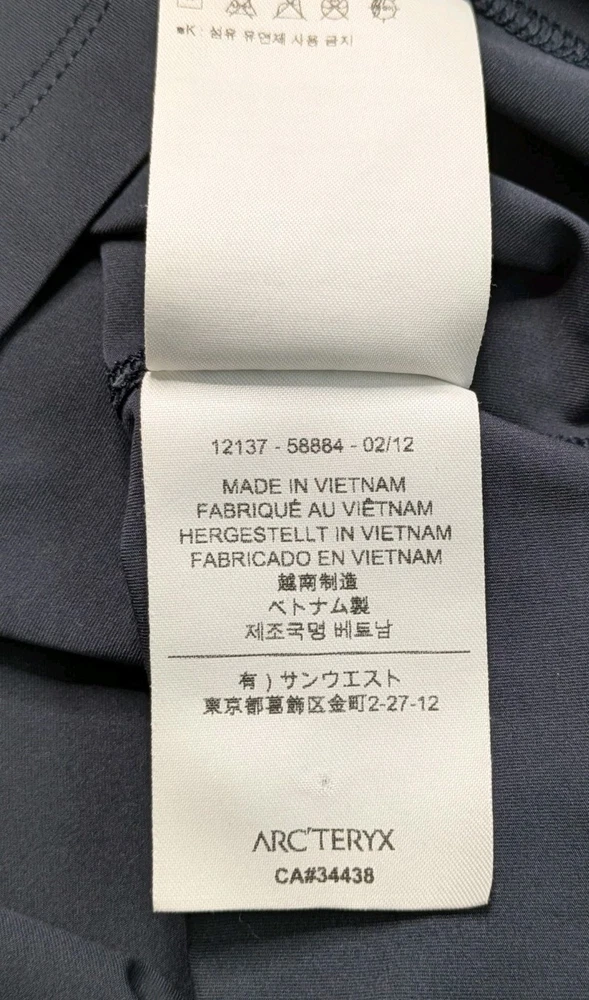 K : 섬유 유연제 사용 금지
12137 - 58884 - 02/12
MADE IN VIETNAM
FABRIQUÉ AU VIÊTNAM
HERGESTELLT IN VIETNAM
FABRICADO EN VIETNAM
越南制造
ベトナム製
제조국명 베트남
有）サンウエスト
東京都葛飾区金町2-27-12
ARC'TERYX
CA#34438